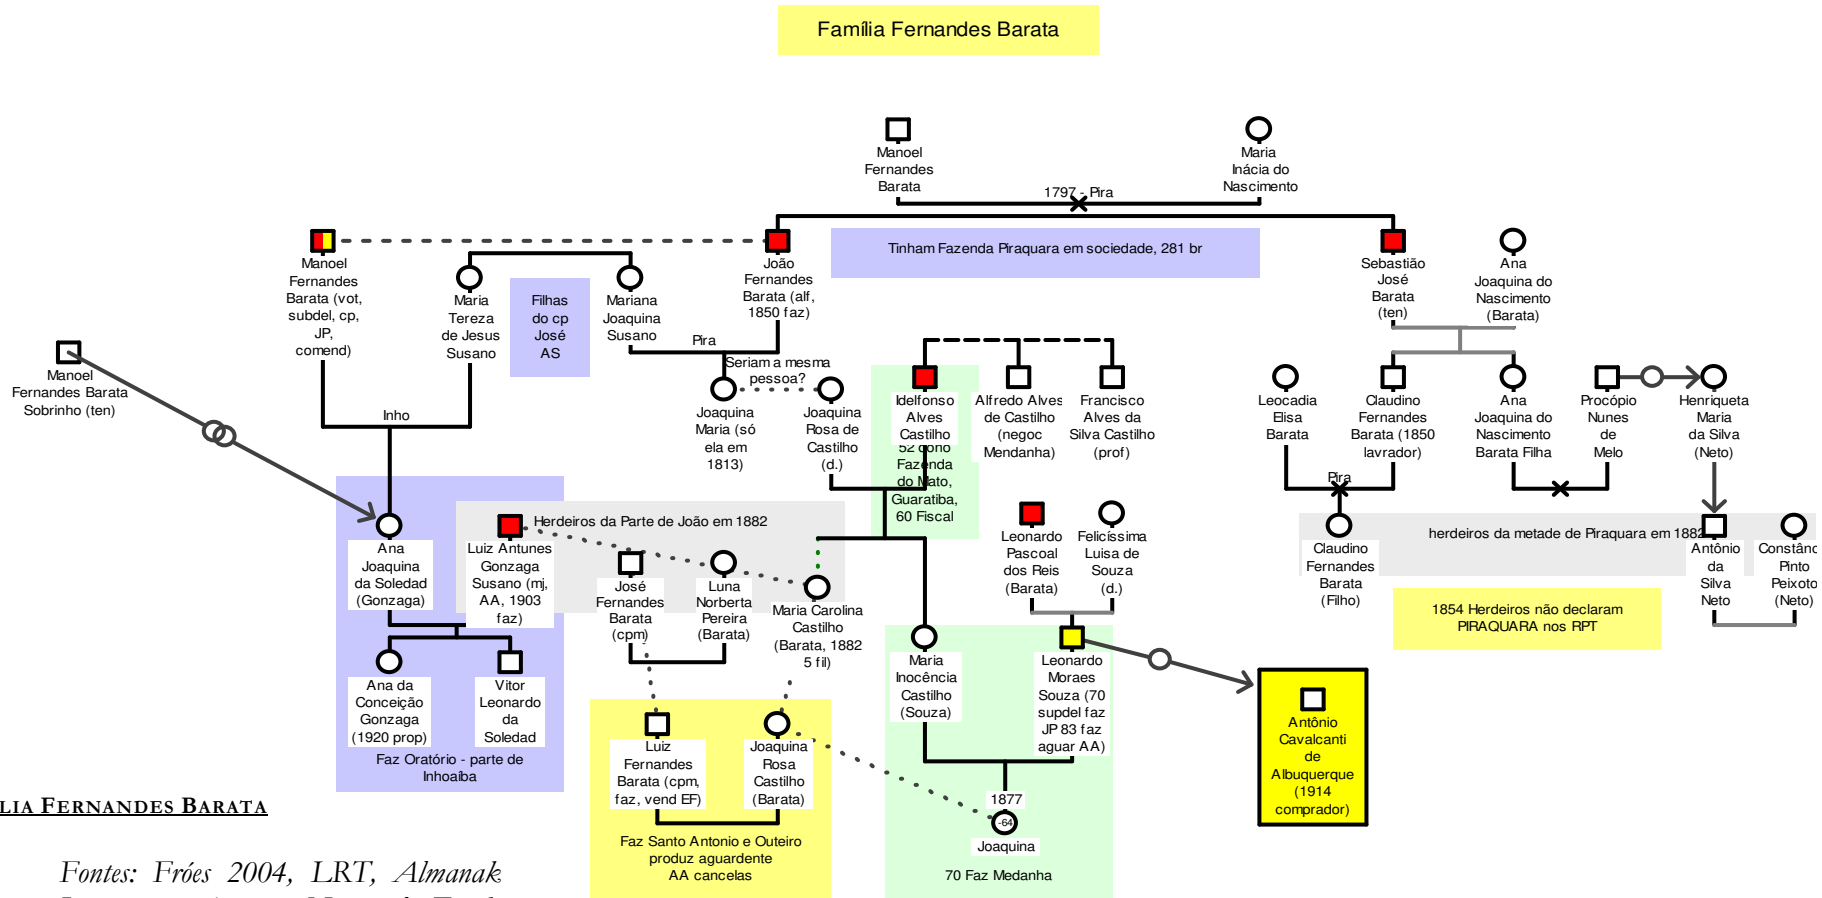 Família Fernandes Barata
Manoel
Fernandes
Barata
Maria
Inácia do
Nascimento
1797 - Pira
Manoel
Fernandes
Barata (vot,
subdel, cp,
JP,
comend)
Maria
Tereza
de Jesus
Susano
Filhas
do cp
José
AS
Mariana
Joaquina
Susano
João
Fernandes
Barata (alf,
1850 faz)
Tinham Fazenda Piraquara em sociedade, 281 br
Sebastião
José
Barata
(ten)
Ana
Joaquina do
Nascimento
(Barata)
Manoel
Fernandes Barata
Sobrinho (ten)
Inho
Pira
Seriam a mesma
pessoa?
Joaquina
Maria (só
ela em
1813)
Joaquina
Rosa de
Castilho
(d.)
Idelfonso
Alves
Castilho
52 dono
Fazenda
do Mato,
Guaratiba,
60 Fiscal
Alfredo Alves
de Castilho
(negoc
Mendanha)
Francisco
Alves da
Silva Castilho
(prof)
Leocadia
Elisa
Barata
Claudino
Fernandes
Barata (1850
lavrador)
Ana
Joaquina do
Nascimento
Barata Filha
Procópio
Nunes
de
Melo
Henriqueta
Maria
da Silva
(Neto)
Pira
Ana
Joaquina
da Soledad
(Gonzaga)
Herdeiros da Parte de João em 1882
Luiz Antunes
Gonzaga
Susano (mj,
AA, 1903
faz)
José
Fernandes
Barata
(cpm)
Luna
Norberta
Pereira
(Barata)
Maria Carolina
Castilho
(Barata, 1882
5 fil)
Leonardo
Pascoal
dos Reis
(Barata)
Felicíssima
Luisa de
Souza
(d.)
herdeiros da metade de Piraquara em 1882
Claudino
Fernandes
Barata
(Filho)
Antônio
da
Silva
Neto
Constânc
Pinto
Peixoto
(Neto)
1854 Herdeiros não declaram
PIRAQUARA nos RPT
Ana da
Conceição
Gonzaga
(1920 prop)
Vitor
Leonardo
da
Soledad
Faz Oratório - parte de
Inhoaíba
Maria
Inocência
Castilho
(Souza)
Leonardo
Moraes
Souza (70
supdel faz
JP 83 faz
aguar AA)
Antônio
Cavalcanti
de
Albuquerque
(1914
comprador)
Luiz
Fernandes
Barata (cpm,
faz, vend EF)
Joaquina
Rosa
Castilho
(Barata)
Faz Santo Antonio e Outeiro
produz aguardente
AA cancelas
1877
-64
Joaquina
70 Faz Medanha
LIA FERNANDES BARATA
Fontes: Fróes 2004, LRT, Almanak